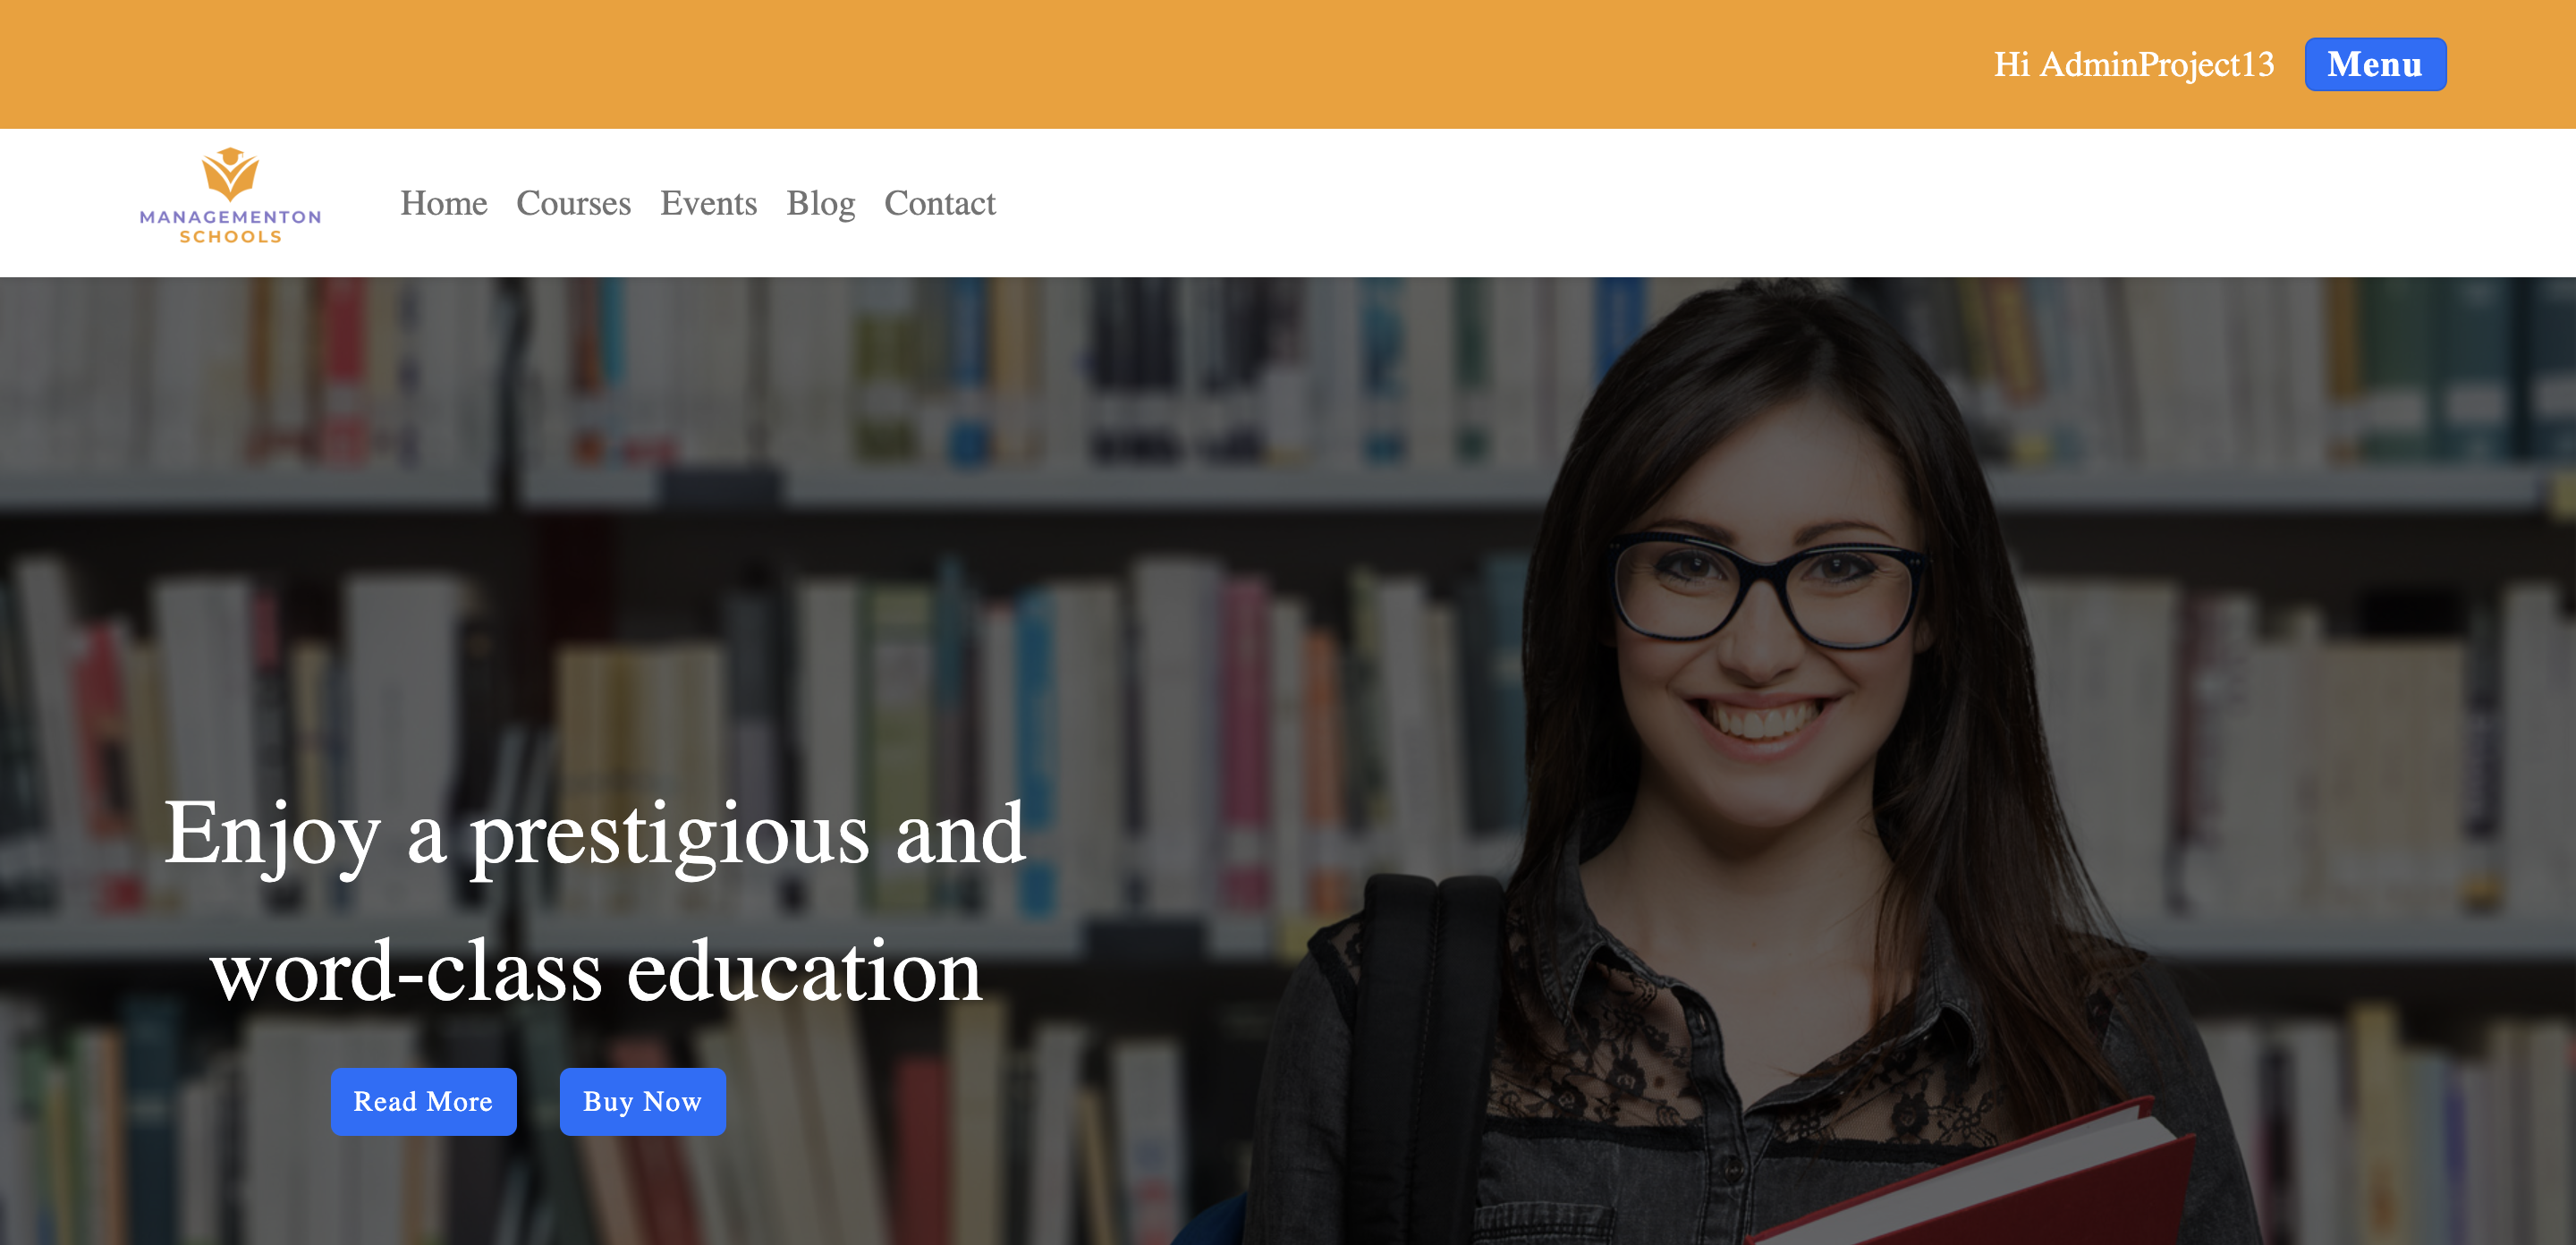 Hi AdminProject13 Menu
MANAGEMENTON
SCHOOLS
Home Courses Events Blog Contact
Enjoy a prestigious and
word-class education
Read More Buy Now